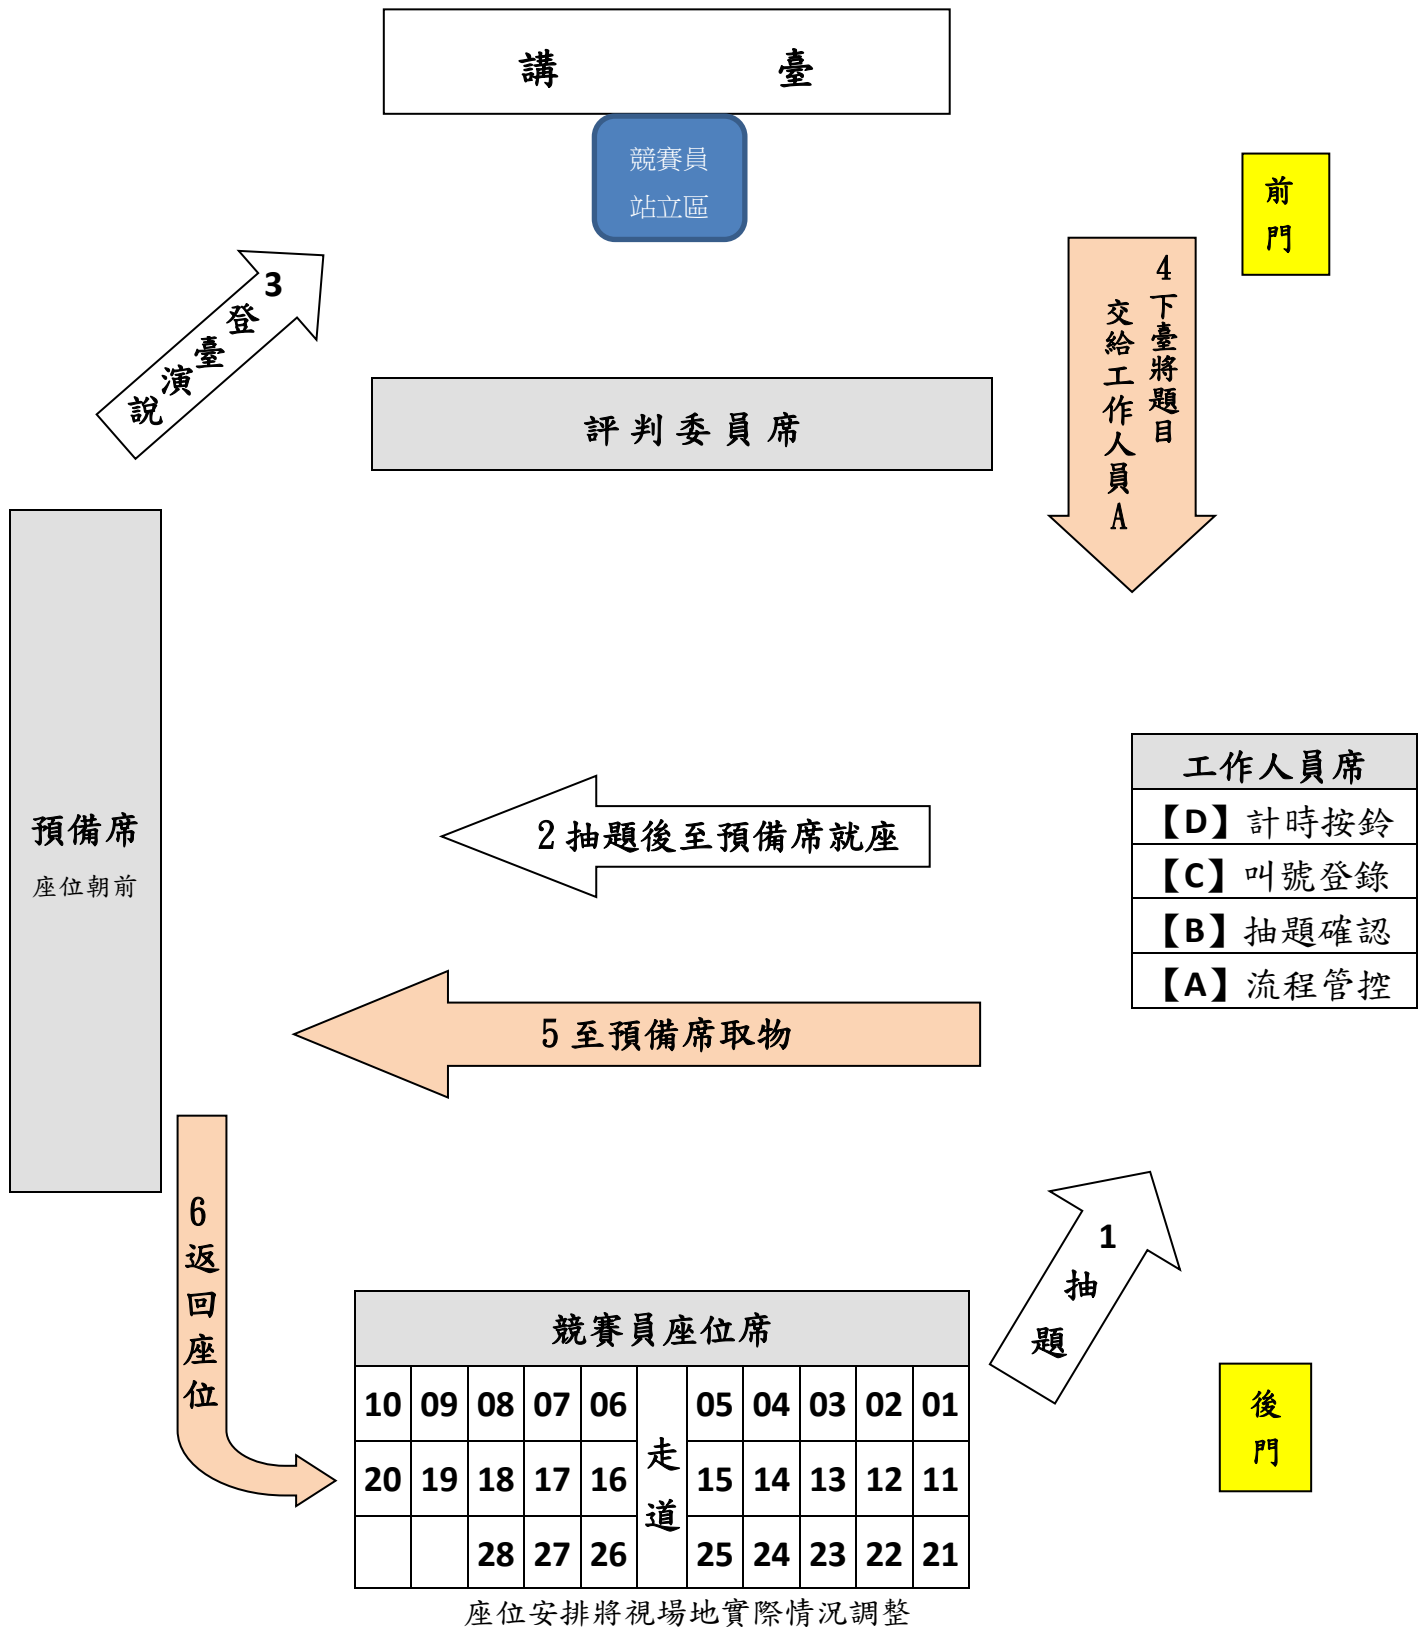 講 臺
競賽員
站立區
前門
3 登臺演說
4 下臺將題目
交給工作人員 A
評判委員席
工作人員席
【D】計時按鈴
【C】叫號登錄
【B】抽題確認
【A】流程管控
預備席
座位朝前
2 抽題後至預備席就座
5 至預備席取物
6 返回座位
1 抽題
後門
競賽員座位席
10 09 08 07 06 走道 05 04 03 02 01
20 19 18 17 16 15 14 13 12 11
28 27 26 25 24 23 22 21
座位安排將視場地實際情況調整